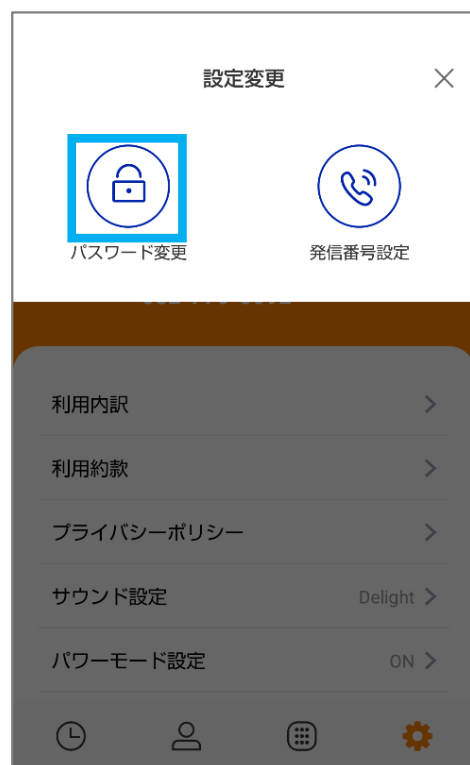 設定変更
パスワード変更
発信番号設定
利用内訳
利用約款
プライバシーポリシー
サウンド設定 Delight
パワーモード設定 ON